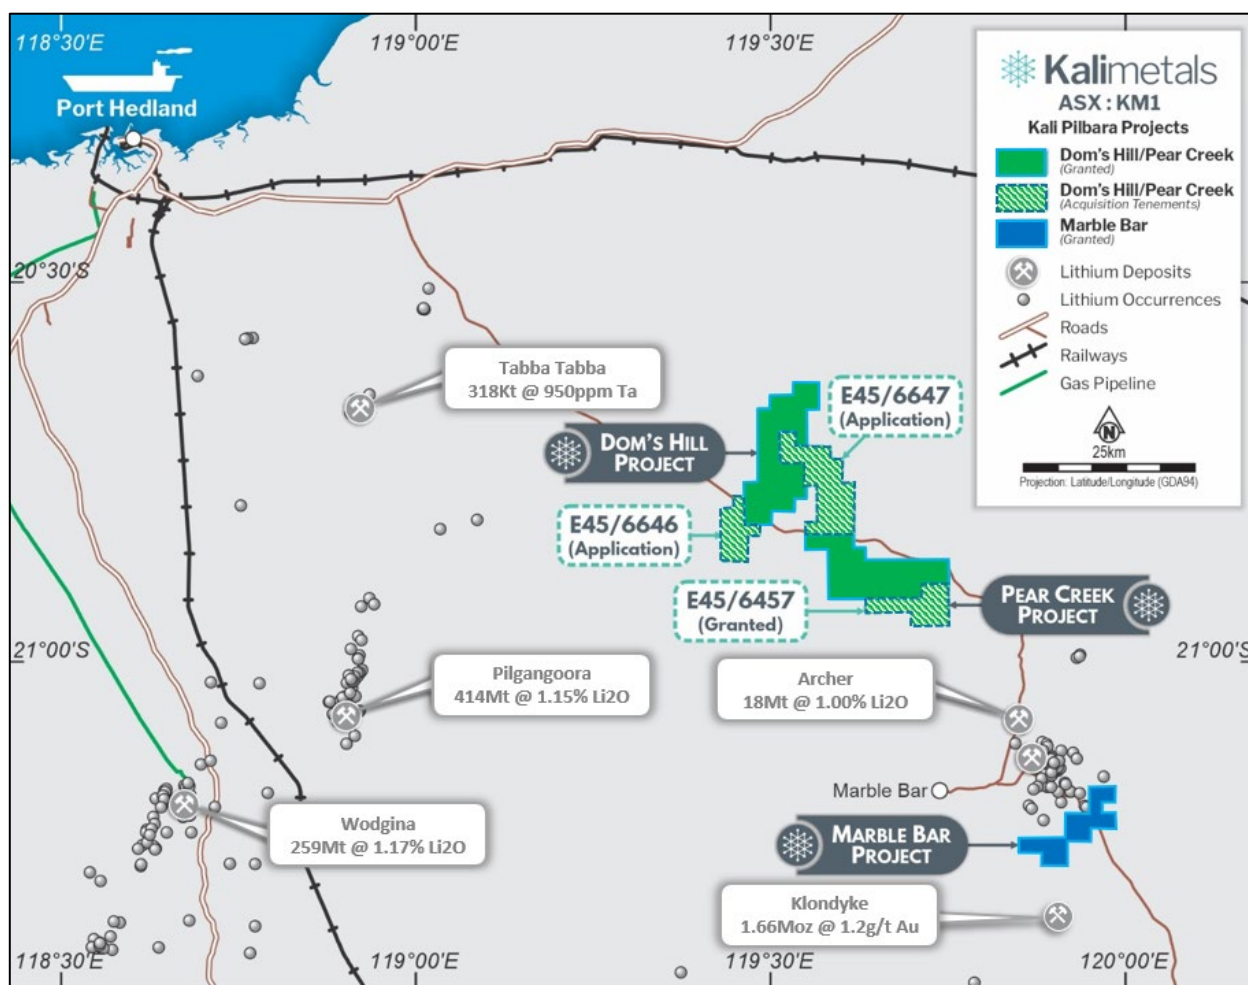 118°30'E
119°00'E
119°30'E
Port Hedland
Kalimetals
ASX : KM1
Kali Pilbara Projects
Dom's Hill/Pear Creek
(Granted)
Dom's Hill/Pear Creek
(Acquisition Tenements)
Marble Bar
(Granted)
Lithium Deposits
Lithium Occurrences
Roads
Railways
Gas Pipeline
N
25km
Projection: Latitude/Longitude (GDA94)
20°30'S
Tabba Tabba
318Kt @ 950ppm Ta
E45/6647
(Application)
DOM'S HILL
PROJECT
E45/6646
(Application)
E45/6457
(Granted)
PEAR CREEK
PROJECT
21°00'S
21°00'S
Pilgangoora
414Mt @ 1.15% Li2O
Archer
18Mt @ 1.00% Li2O
Marble Bar
Wodgina
259Mt @ 1.17% Li2O
MARBLE BAR
PROJECT
Klondyke
1.66Moz @ 1.2g/t Au
118°30'E
119°00'E
119°30'E
120°00'E